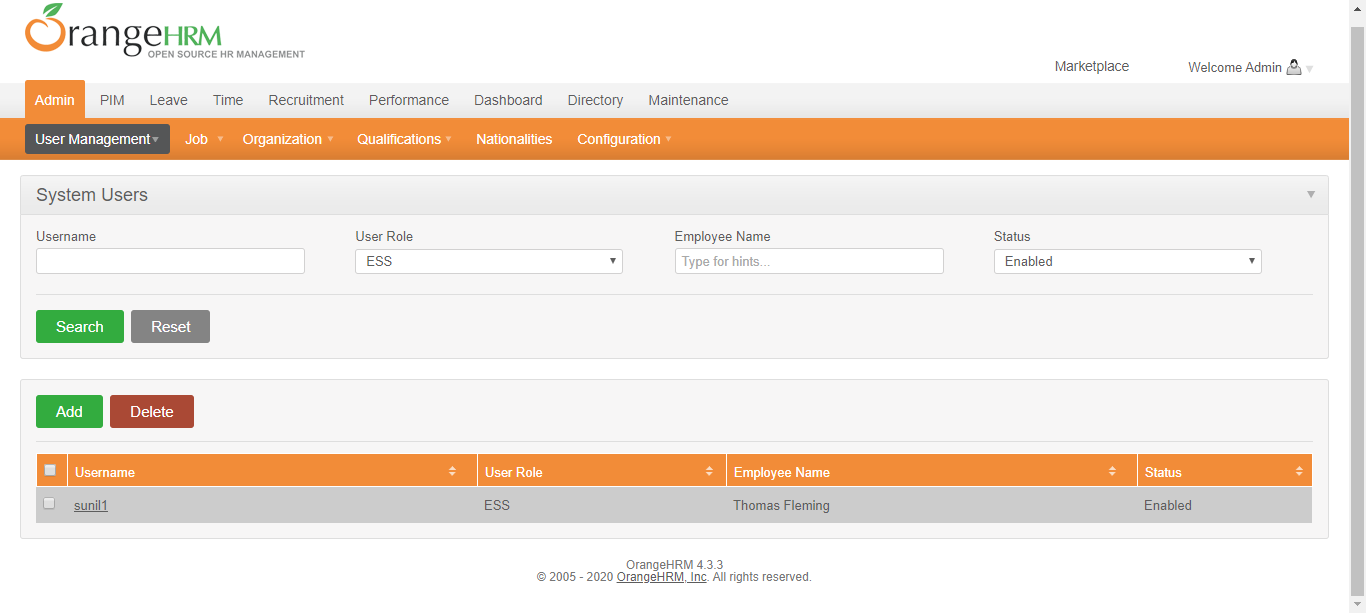 OrangeHRM
OPEN SOURCE HR MANAGEMENT
Marketplace Welcome Admin
Admin PIM Leave Time Recruitment Performance Dashboard Directory Maintenance
User Management Job Organization Qualifications Nationalities Configuration
System Users
Username User Role Employee Name Status
ESS Type for hints... Enabled
Search Reset
Add Delete
Username User Role Employee Name Status
sunil1 ESS Thomas Fleming Enabled
OrangeHRM 4.3.3
© 2005 - 2020 OrangeHRM, Inc. All rights reserved.